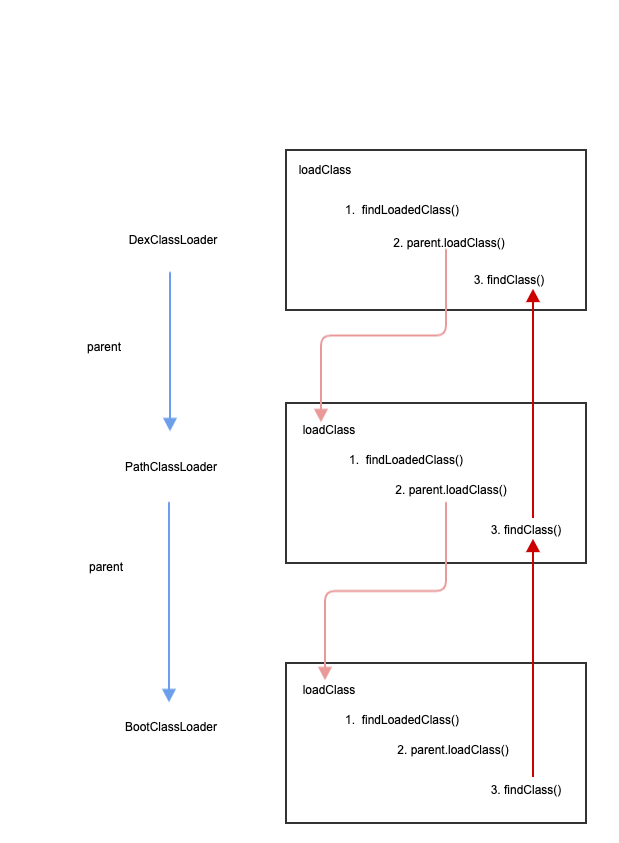 loadClass
1. findLoadedClass()
DexClassLoader
2. parent.loadClass()
3. findClass()
parent
loadClass
1. findLoadedClass()
PathClassLoader
2. parent.loadClass()
3. findClass()
parent
loadClass
1. findLoadedClass()
BootClassLoader
2. parent.loadClass()
3. findClass()